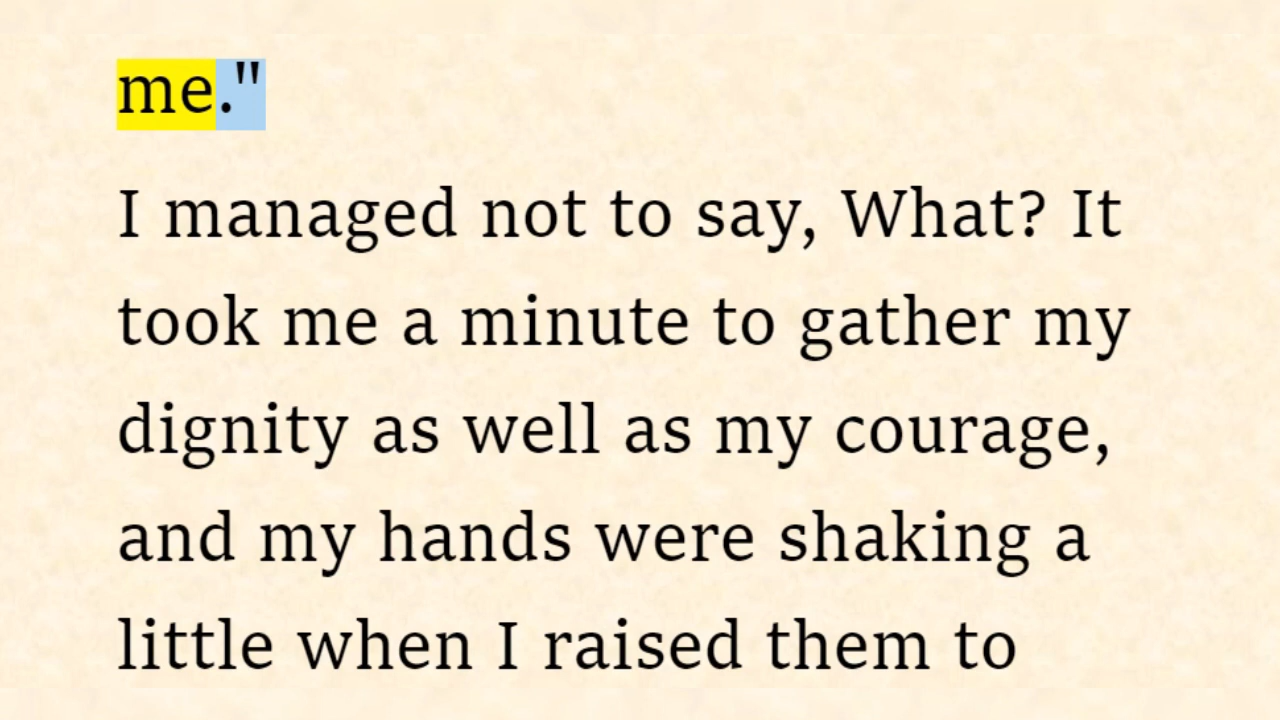 me."
I managed not to say, What? It
took me a minute to gather my
dignity as well as my courage,
and my hands were shaking a
little when I raised them to